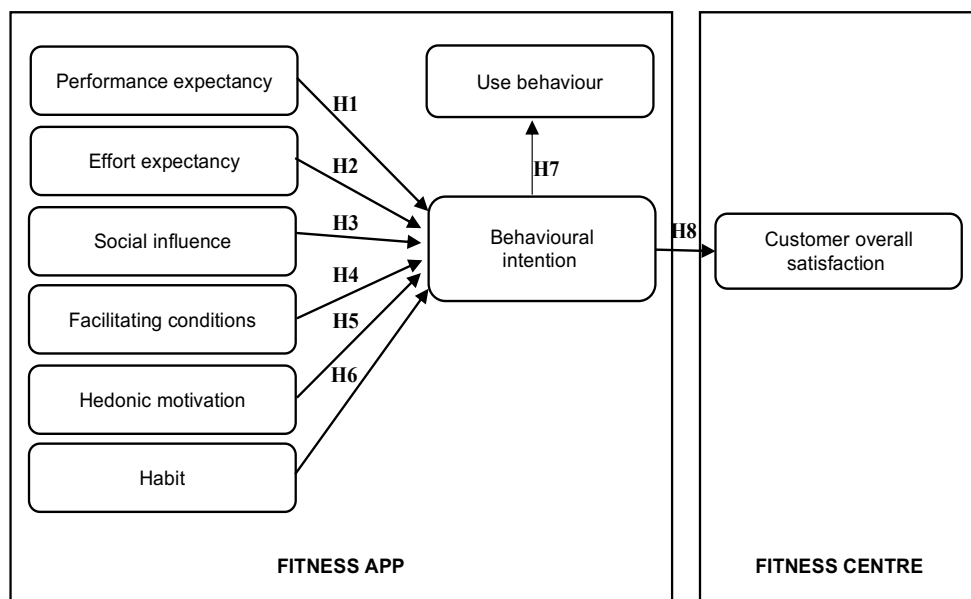 Performance expectancy
H1
Use behaviour
Effort expectancy
H2
H7
Social influence
H3
Behavioural
intention
H8
Customer overall
satisfaction
H4
Facilitating conditions
H5
H6
Hedonic motivation
Habit
FITNESS APP
FITNESS CENTRE